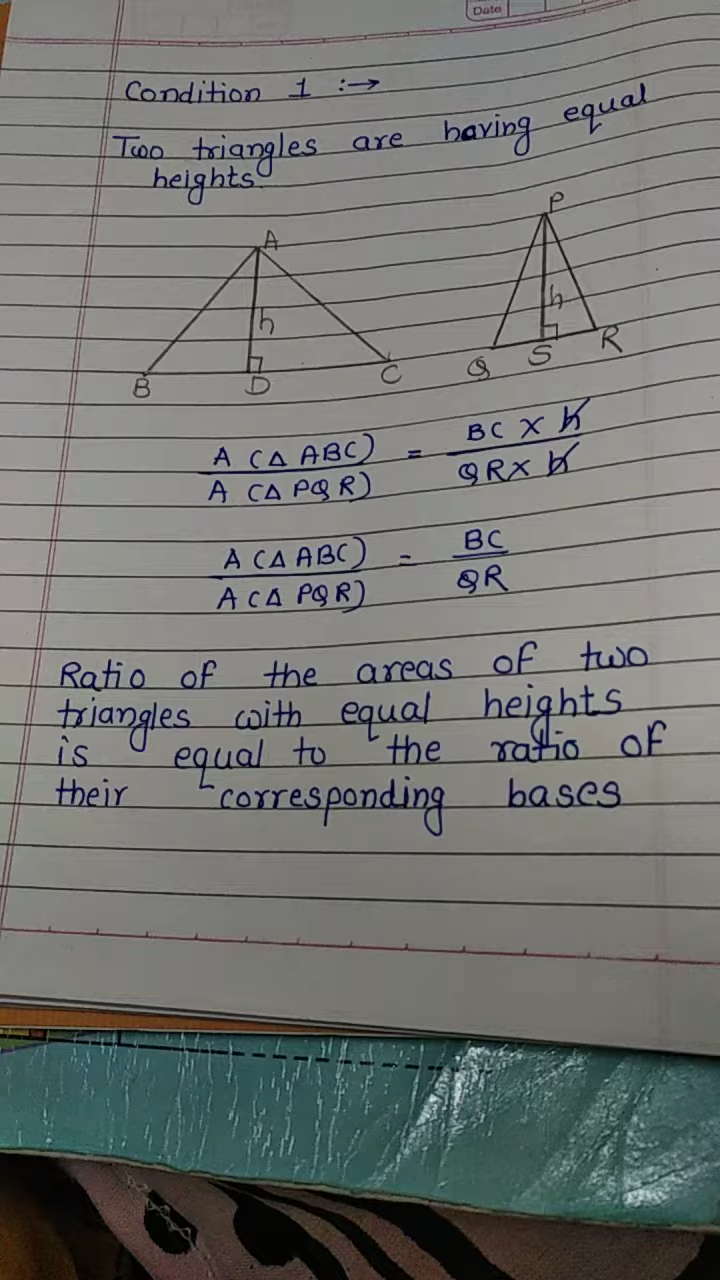 Date
Condition 1 :→
Two triangles are having equal
heights.
A
P
h
h
B
D
C
Q
S
R
A (△ ABC) / A (△ PQR) = BC × h / QR × h
A (△ ABC) / A (△ PQR) = BC / QR
Ratio of the areas of two
triangles with equal heights
is equal to the ratio of
their corresponding bases